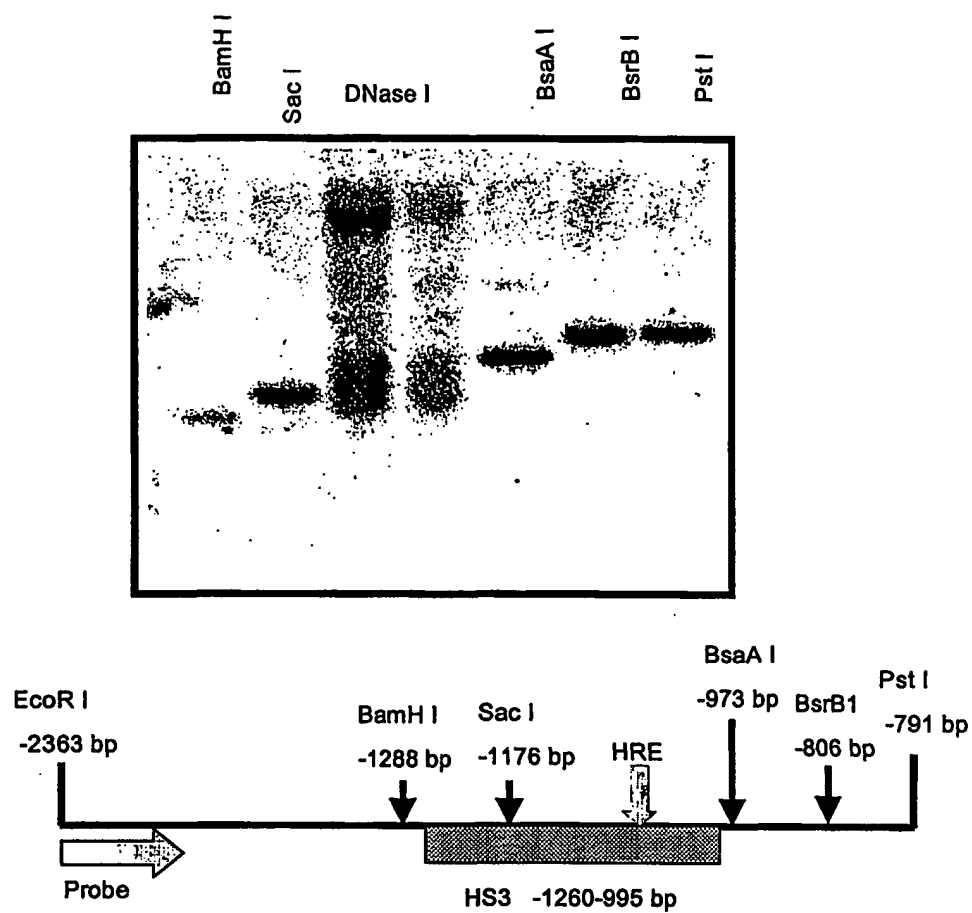 BamH I
Sac I
DNase I
BsaA I
BsrB I
Pst I
EcoR I
-2363 bp
BamH I
-1288 bp
Sac I
-1176 bp
HRE
BsaA I
-973 bp
BsrB1
-806 bp
Pst I
-791 bp
Probe
HS3 -1260-995 bp